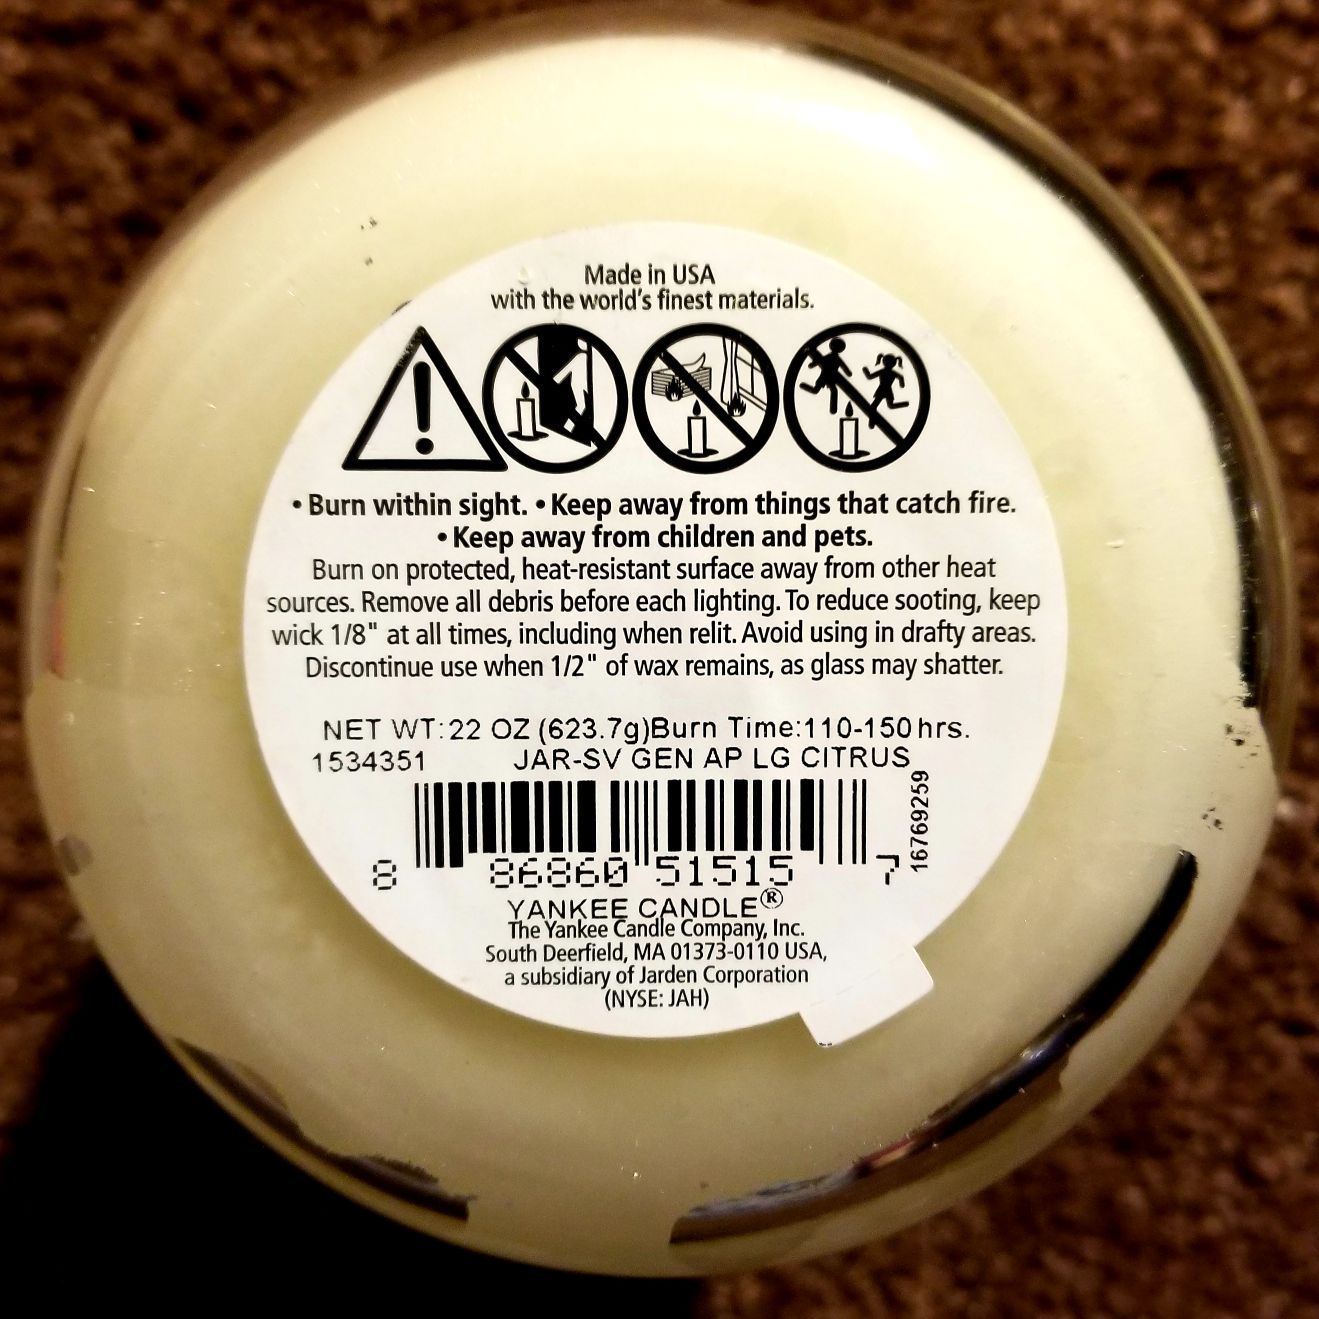 Made in USA
with the world's finest materials.
• Burn within sight. • Keep away from things that catch fire.
• Keep away from children and pets.
Burn on protected, heat-resistant surface away from other heat
sources. Remove all debris before each lighting. To reduce sooting, keep
wick 1/8" at all times, including when relit. Avoid using in drafty areas.
Discontinue use when 1/2" of wax remains, as glass may shatter.
NET WT:22 OZ (623.7g)Burn Time:110-150 hrs.
1534351 JAR-SV GEN AP LG CITRUS
16769259
8 86860 51515 7
YANKEE CANDLE®
The Yankee Candle Company, Inc.
South Deerfield, MA 01373-0110 USA,
a subsidiary of Jarden Corporation
(NYSE: JAH)